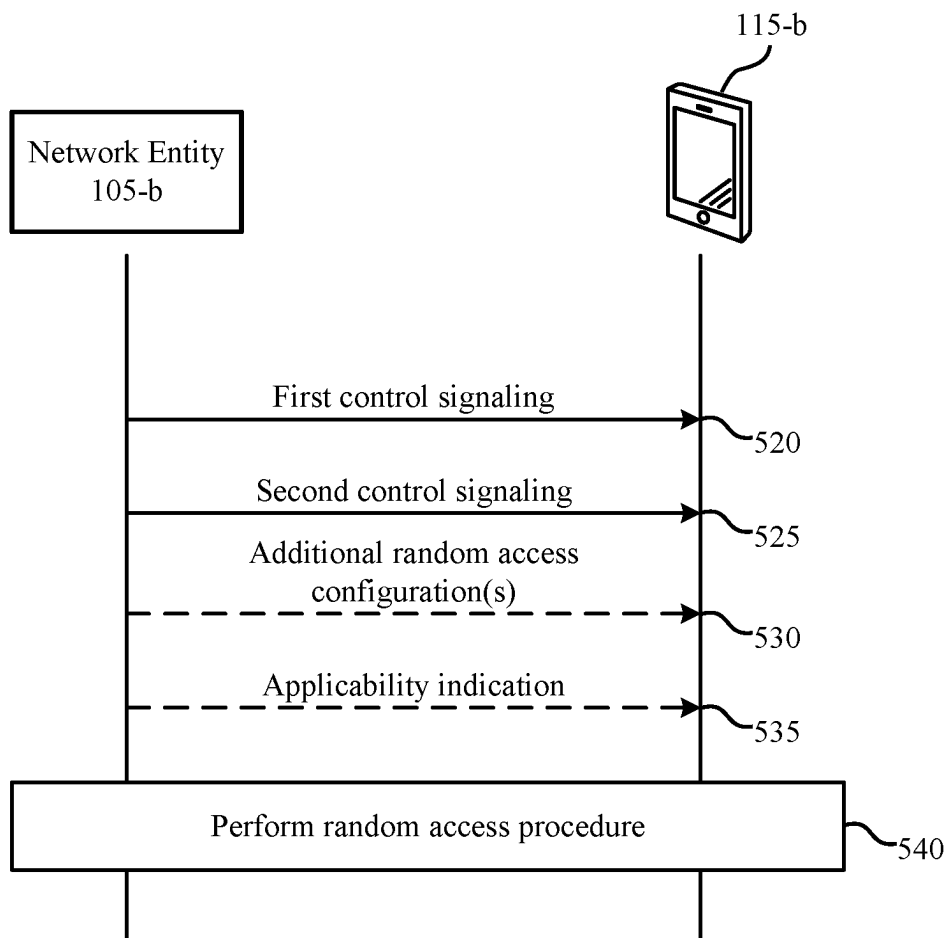 115-b
Network Entity
105-b
First control signaling
520
Second control signaling
525
Additional random access
configuration(s)
530
Applicability indication
535
Perform random access procedure
540